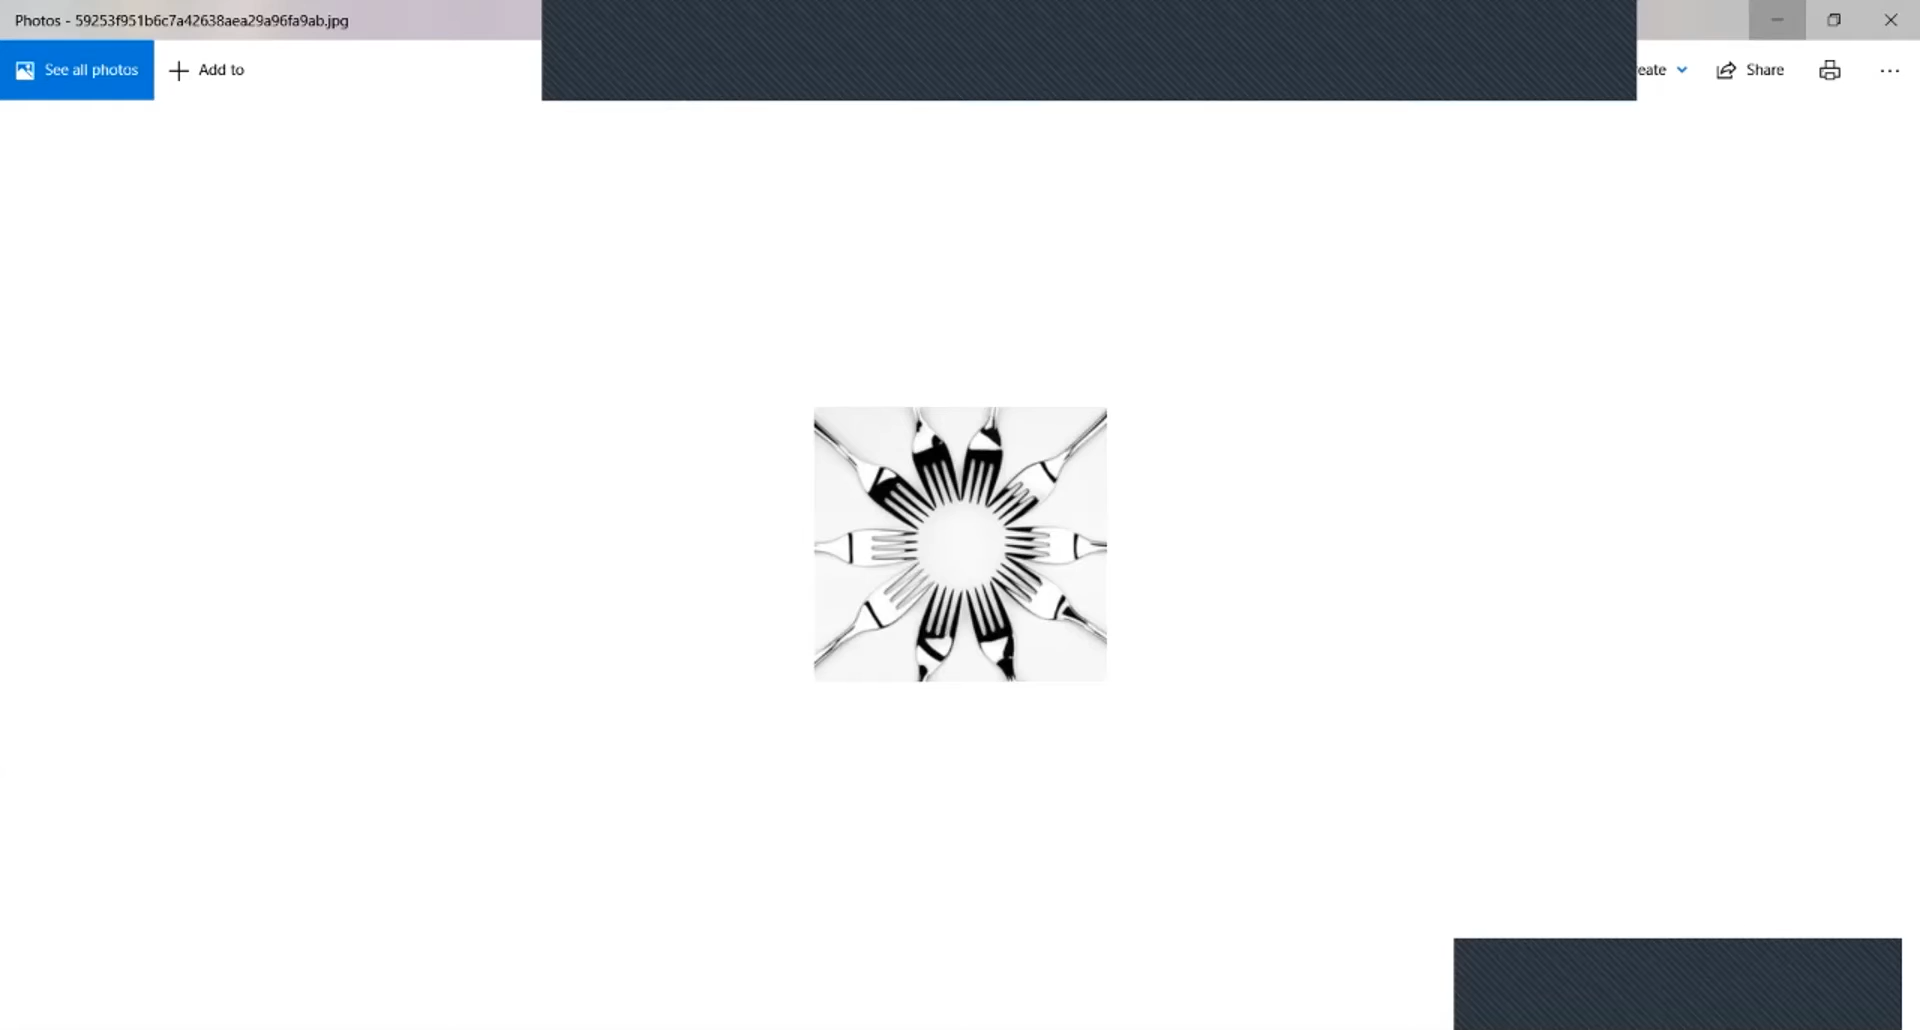 Photos - 59253f951b6c7a42638aea29a96fa9ab.jpg
See all photos
Add to
eate
Share